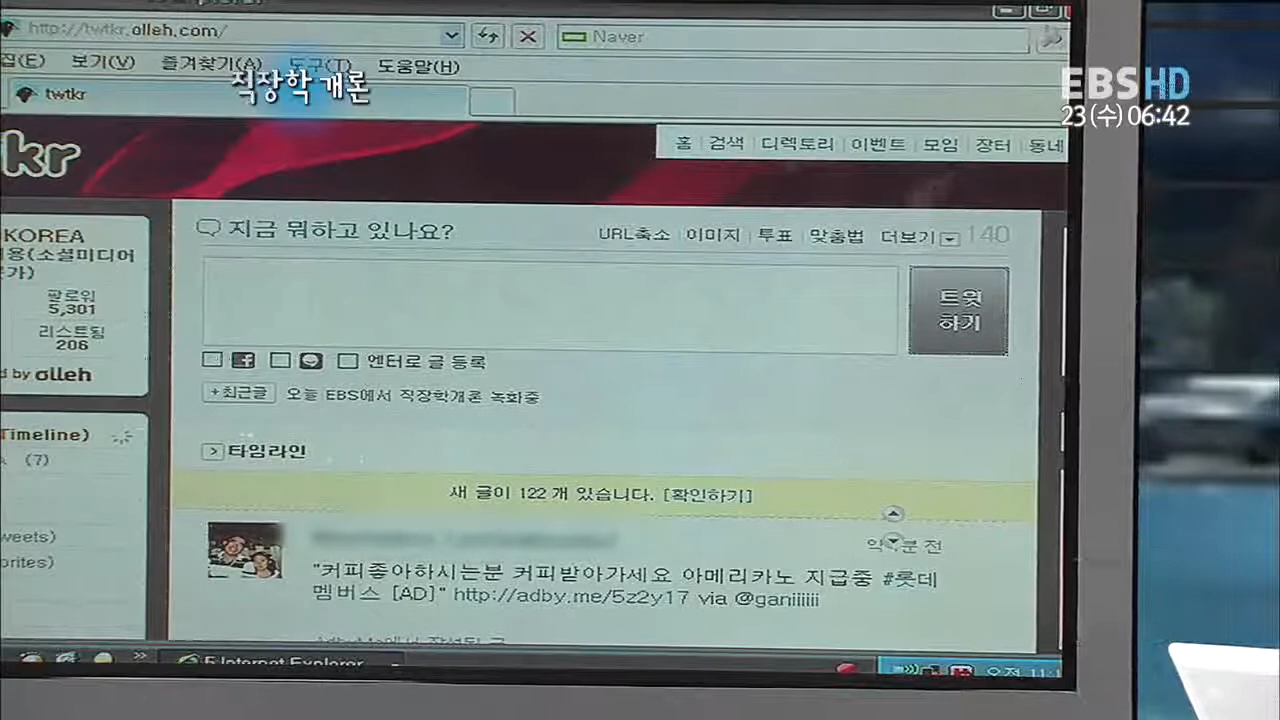 http://twtkr.olleh.com/
Naver
집(E) 보기(V) 즐겨찾기(A) 도구(T) 도움말(H)
직장학 개론
EBS HD
23(수) 06:42
twtkr
kr
홈 검색 디렉토리 이벤트 모임 장터 동네
지금 뭐하고 있나요?
URL축소 이미지 투표 맞춤법 더보기 140
KOREA
용(소셜미디어
가)
팔로워
5,301
리스트됨
206
d by olleh
트윗
하기
엔터로 글 등록
+최근글 오늘 EBS에서 직장학개론 녹화중
Timeline)
(7)
타임라인
새 글이 122개 있습니다. [확인하기]
weets)
orites)
분 전
"커피좋아하시는분 커피받아가세요 아메리카노 지급중 #롯데
멤버스 [AD]" http://adby.me/5z2y17 via @ganiiiiii
5 Internet Explorer
오전 11:1